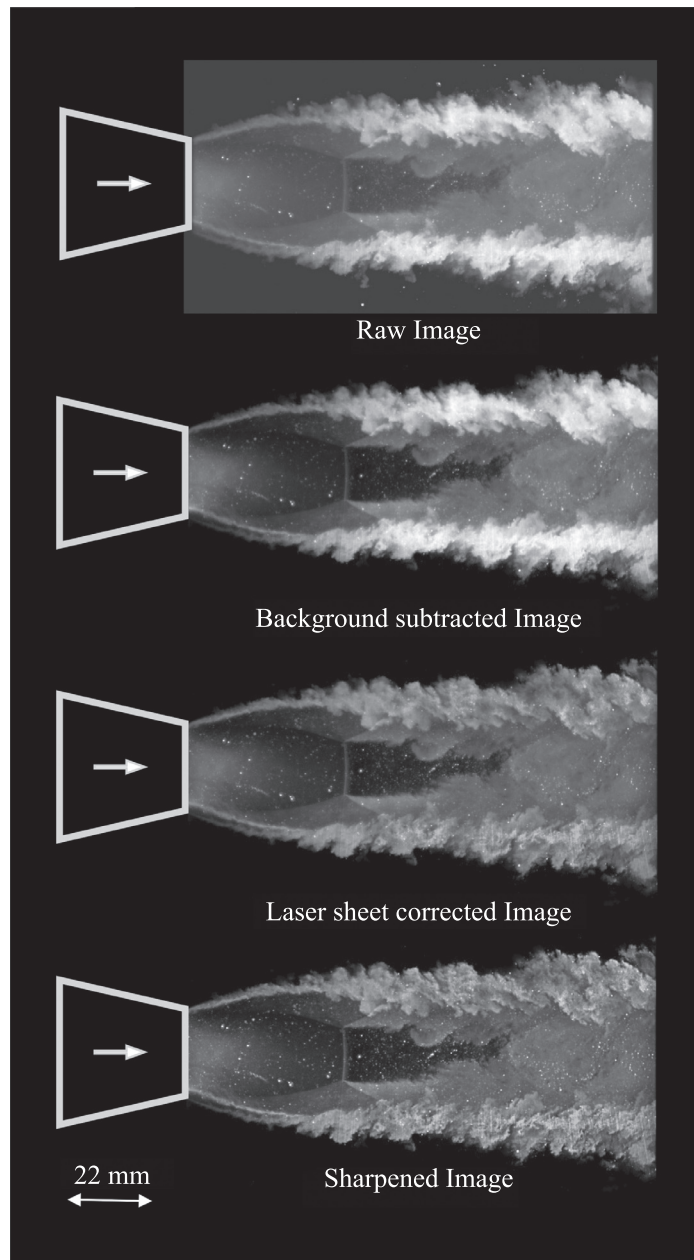 Raw Image
Background subtracted Image
Laser sheet corrected Image
22 mm
Sharpened Image